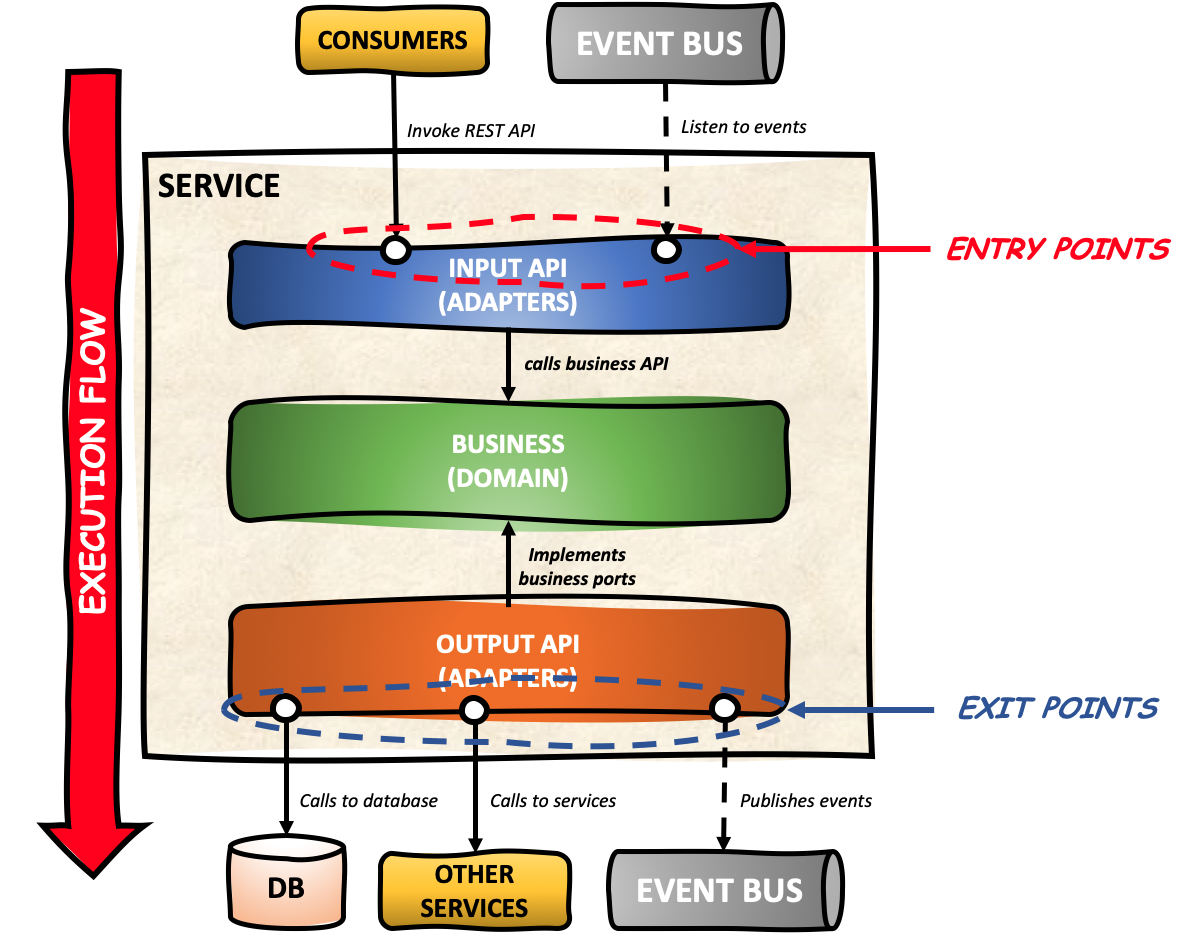 CONSUMERS
EVENT BUS
Invoke REST API
Listen to events
SERVICE
ENTRY POINTS
INPUT API
(ADAPTERS)
calls business API
EXECUTION FLOW
BUSINESS
(DOMAIN)
Implements
business ports
OUTPUT API
(ADAPTERS)
EXIT POINTS
Calls to database
Calls to services
Publishes events
DB
OTHER
SERVICES
EVENT BUS